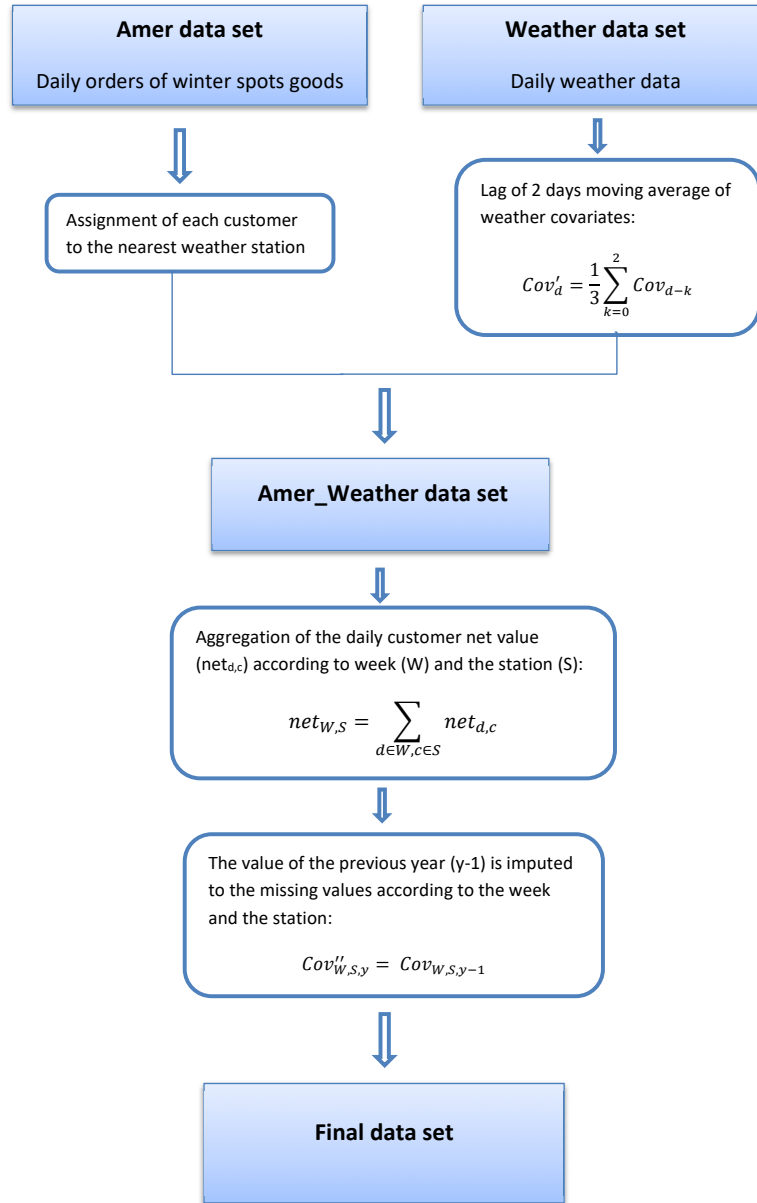 Amer data set
Daily orders of winter spots goods
Weather data set
Daily weather data
Assignment of each customer
to the nearest weather station
Lag of 2 days moving average of
weather covariates:
Cov′_d = 1/3 ∑_{k=0}^{2} Cov_{d−k}
Amer_Weather data set
Aggregation of the daily customer net value
(net_{d,c}) according to week (W) and the station (S):
net_{W,S} = ∑_{d∈W,c∈S} net_{d,c}
The value of the previous year (y-1) is imputed
to the missing values according to the week
and the station:
Cov″_{W,S,y} = Cov_{W,S,y−1}
Final data set